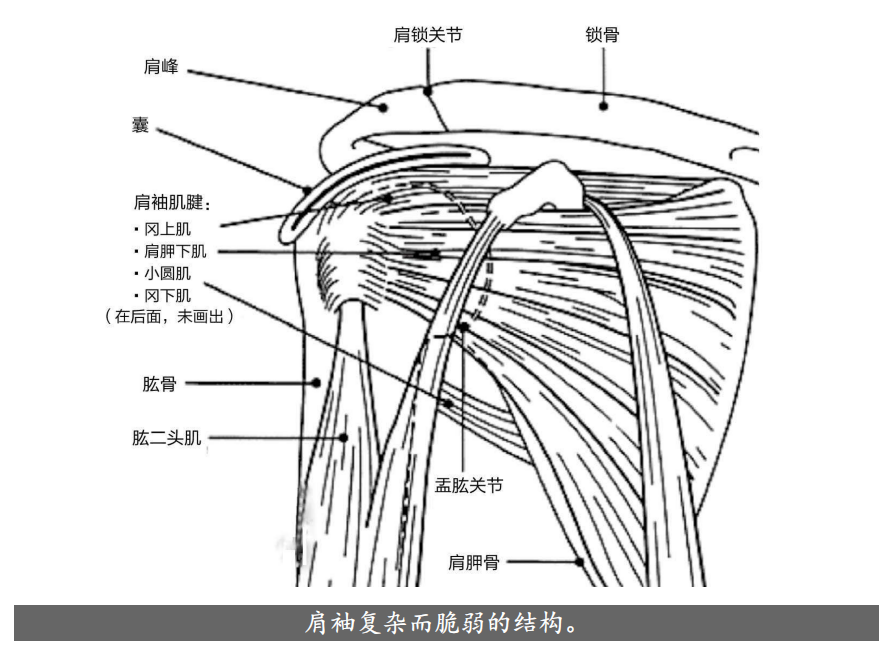 肩锁关节
锁骨
肩峰
囊
肩袖肌腱：
·冈上肌
·肩胛下肌
·小圆肌
·冈下肌
（在后面，未画出）
肱骨
肱二头肌
盂肱关节
肩胛骨
肩袖复杂而脆弱的结构。